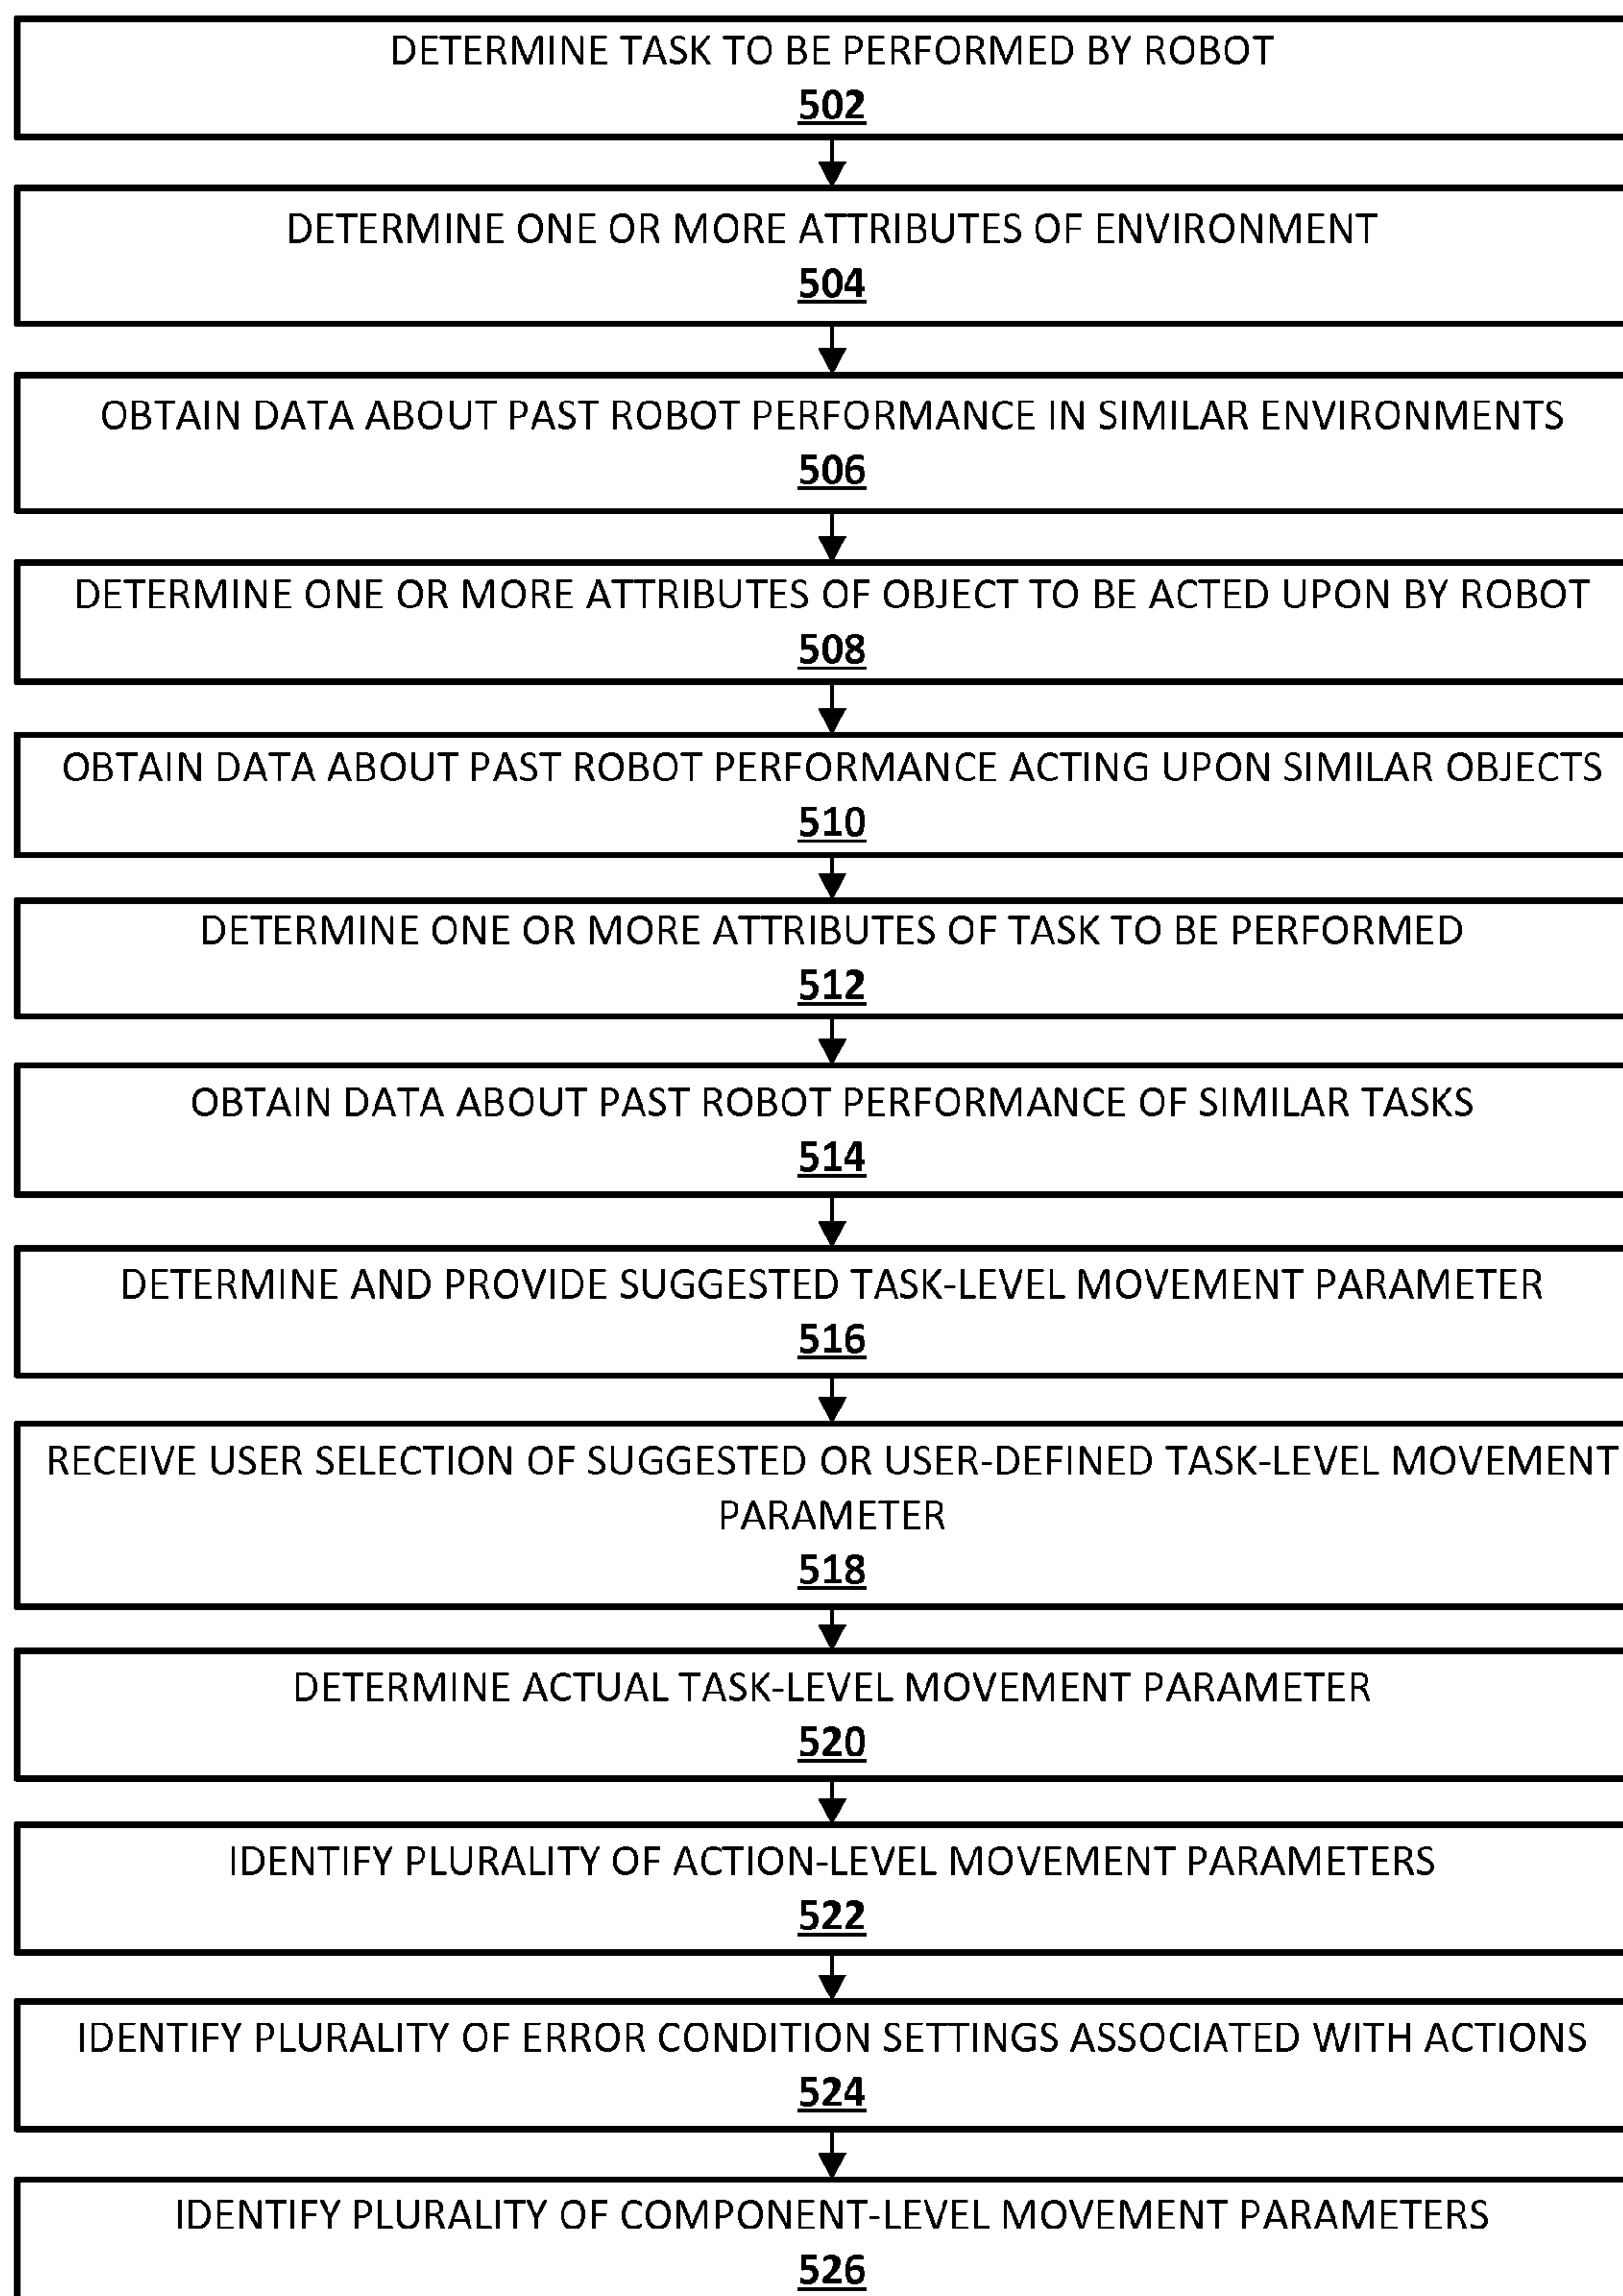 DETERMINE TASK TO BE PERFORMED BY ROBOT
502
DETERMINE ONE OR MORE ATTRIBUTES OF ENVIRONMENT
504
OBTAIN DATA ABOUT PAST ROBOT PERFORMANCE IN SIMILAR ENVIRONMENTS
506
DETERMINE ONE OR MORE ATTRIBUTES OF OBJECT TO BE ACTED UPON BY ROBOT
508
OBTAIN DATA ABOUT PAST ROBOT PERFORMANCE ACTING UPON SIMILAR OBJECTS
510
DETERMINE ONE OR MORE ATTRIBUTES OF TASK TO BE PERFORMED
512
OBTAIN DATA ABOUT PAST ROBOT PERFORMANCE OF SIMILAR TASKS
514
DETERMINE AND PROVIDE SUGGESTED TASK-LEVEL MOVEMENT PARAMETER
516
RECEIVE USER SELECTION OF SUGGESTED OR USER-DEFINED TASK-LEVEL MOVEMENT
PARAMETER
518
DETERMINE ACTUAL TASK-LEVEL MOVEMENT PARAMETER
520
IDENTIFY PLURALITY OF ACTION-LEVEL MOVEMENT PARAMETERS
522
IDENTIFY PLURALITY OF ERROR CONDITION SETTINGS ASSOCIATED WITH ACTIONS
524
IDENTIFY PLURALITY OF COMPONENT-LEVEL MOVEMENT PARAMETERS
526